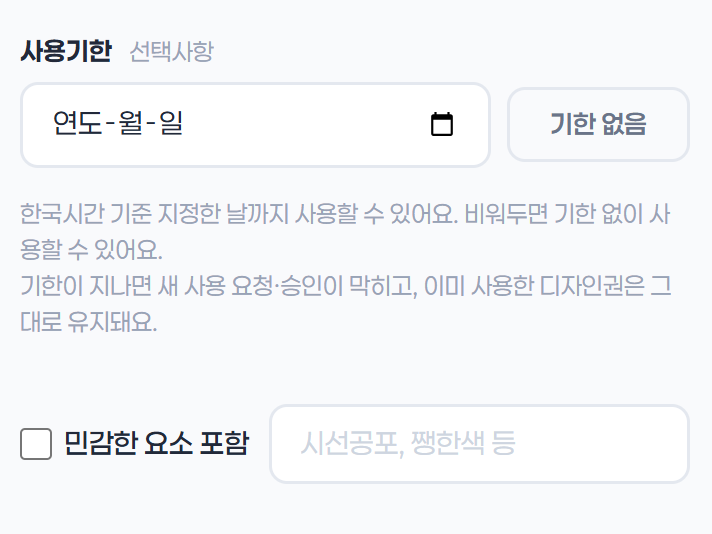 사용기한 선택사항
연도-월-일
기한 없음
한국시간 기준 지정한 날까지 사용할 수 있어요. 비워두면 기한 없이 사
용할 수 있어요.
기한이 지나면 새 사용 요청·승인이 막히고, 이미 사용한 디자인권은 그
대로 유지돼요.
민감한 요소 포함
시선공포, 쨍한색 등